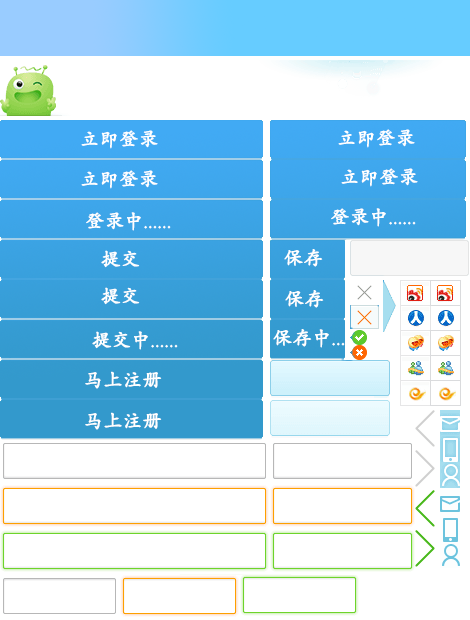 立即登录 立即登录
立即登录 立即登录
登录中...... 登录中......
提交 保存
提交 保存
提交中...... 保存中...
马上注册
马上注册